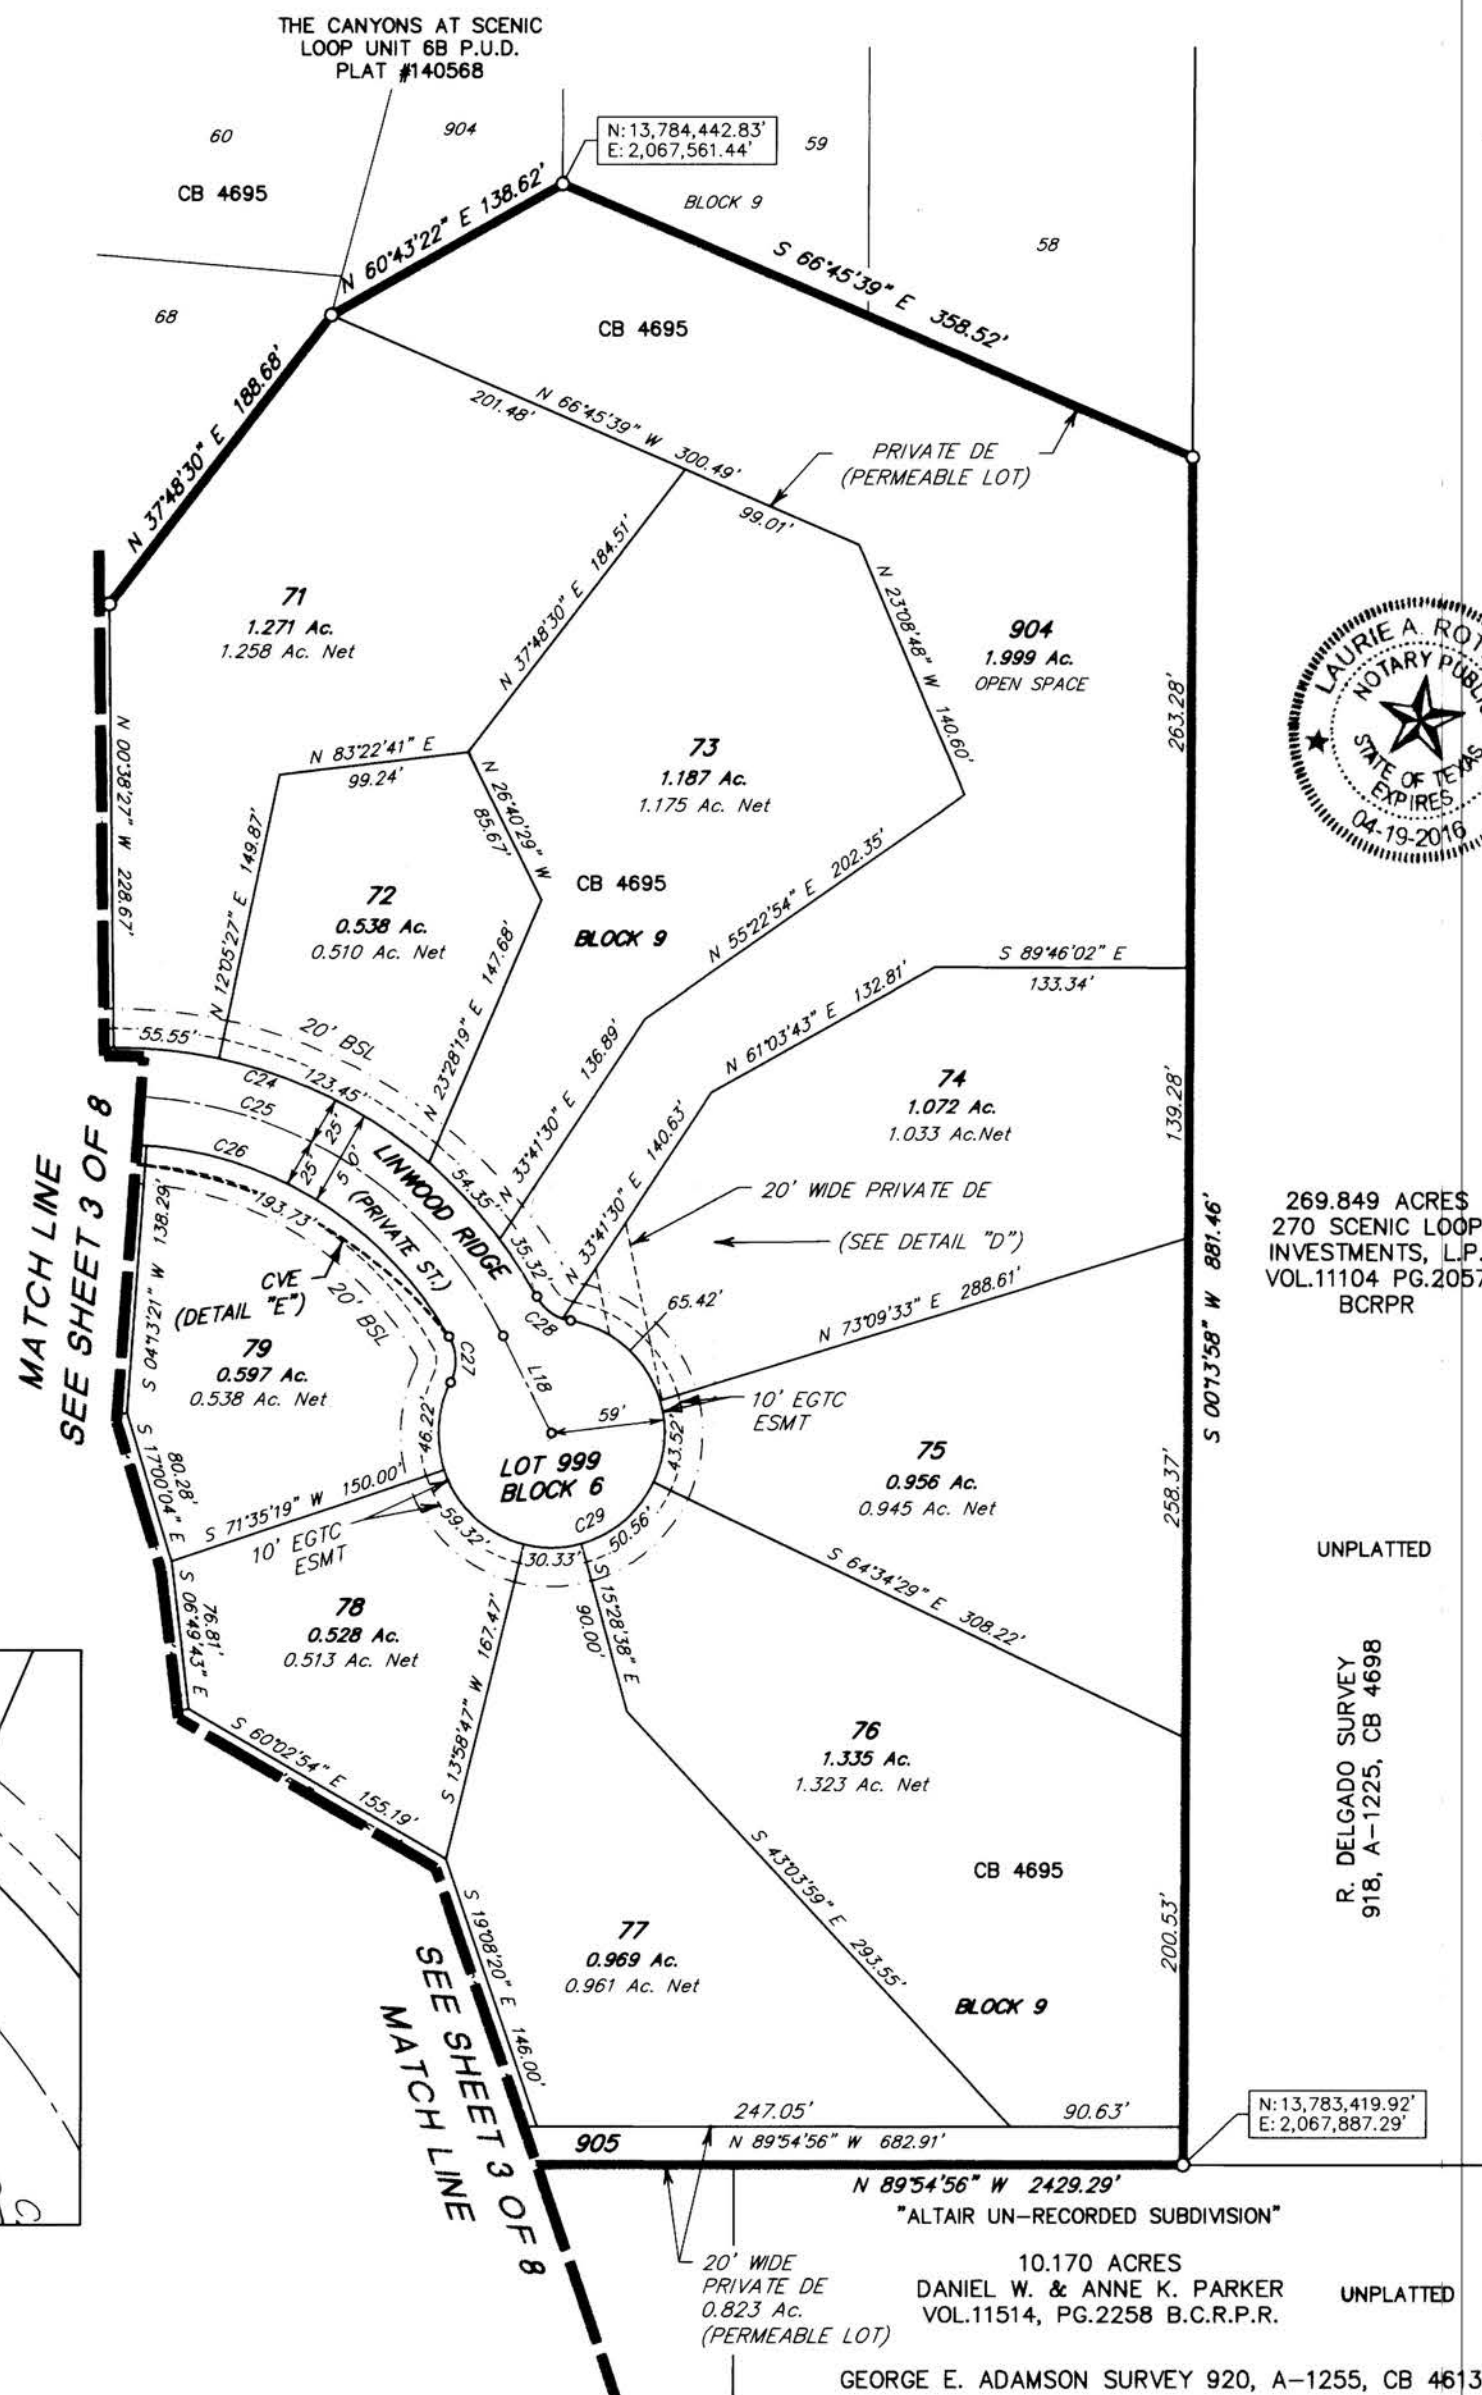 THE CANYONS AT SCENIC
LOOP UNIT 6B P.U.D.
PLAT #140568
60
904
CB 4695
N: 13,784,442.83'
E: 2,067,561.44'
59
BLOCK 9
58
68
N 60°43'22" E 138.62'
S 66°45'39" E 358.52'
CB 4695
N 37°48'30" E 188.68'
N 66°45'39" W 300.49'
201.48'
99.01'
PRIVATE DE
(PERMEABLE LOT)
71
1.271 Ac.
1.258 Ac. Net
N 37°48'30" E 184.51'
N 23°08'48" W 140.60'
904
1.999 Ac.
OPEN SPACE
263.28'
LAURIE A. ROT
NOTARY PUBLI
STATE OF TEXAS
EXPIRES
04-19-2016
N 00°38'27" W 228.67'
N 83°22'41" E
99.24'
N 26°40'29" W
85.67'
73
1.187 Ac.
1.175 Ac. Net
N 12°05'27" E 149.87'
72
0.538 Ac.
0.510 Ac. Net
CB 4695
BLOCK 9
N 23°28'19" E 147.68'
N 55°22'54" E 202.35'
S 89°46'02" E
133.34'
N 61°03'43" E 132.81'
N 33°41'30" E 136.89'
N 33°41'30" E 140.63'
74
1.072 Ac.
1.033 Ac.Net
139.28'
55.55'
20' BSL
C24
123.45'
C25
C26
25'
25'
54.35'
35.32'
LINWOOD RIDGE
(PRIVATE ST.)
193.73'
MATCH LINE
SEE SHEET 3 OF 8
S 04°13'21" W 138.29'
CVE
(DETAIL "E")
20' BSL
20' WIDE PRIVATE DE
(SEE DETAIL "D")
65.42'
N 73°09'33" E 288.61'
S 00°13'58" W 881.46'
269.849 ACRES
270 SCENIC LOOP
INVESTMENTS, L.P.
VOL.11104 PG.2057
BCRPR
79
0.597 Ac.
0.538 Ac. Net
C28
C27
L18
59'
46.22'
43.52'
10' EGTC
ESMT
LOT 999
BLOCK 6
S 17°00'04" E
80.28'
S 71°35'19" W 150.00'
10' EGTC
ESMT
59.32'
30.33'
C29
50.56'
75
0.956 Ac.
0.945 Ac. Net
258.37'
S 64°34'29" E 308.22'
UNPLATTED
S 06°49'43" E
76.81'
78
0.528 Ac.
0.513 Ac. Net
S 13°58'47" W 167.47'
S 15°28'38" E
90.00'
R. DELGADO SURVEY
918, A-1225, CB 4698
S 60°02'54" E 155.19'
76
1.335 Ac.
1.323 Ac. Net
S 43°03'59" E 293.55'
CB 4695
BLOCK 9
200.53'
77
0.969 Ac.
0.961 Ac. Net
S 19°08'20" E 146.00'
SEE SHEET 3 OF 8
MATCH LINE
247.05'
90.63'
905
N 89°54'56" W 682.91'
N: 13,783,419.92'
E: 2,067,887.29'
N 89°54'56" W 2429.29'
"ALTAIR UN-RECORDED SUBDIVISION"
20' WIDE
PRIVATE DE
0.823 Ac.
(PERMEABLE LOT)
10.170 ACRES
DANIEL W. & ANNE K. PARKER
VOL.11514, PG.2258 B.C.R.P.R.
UNPLATTED
GEORGE E. ADAMSON SURVEY 920, A-1255, CB 4613